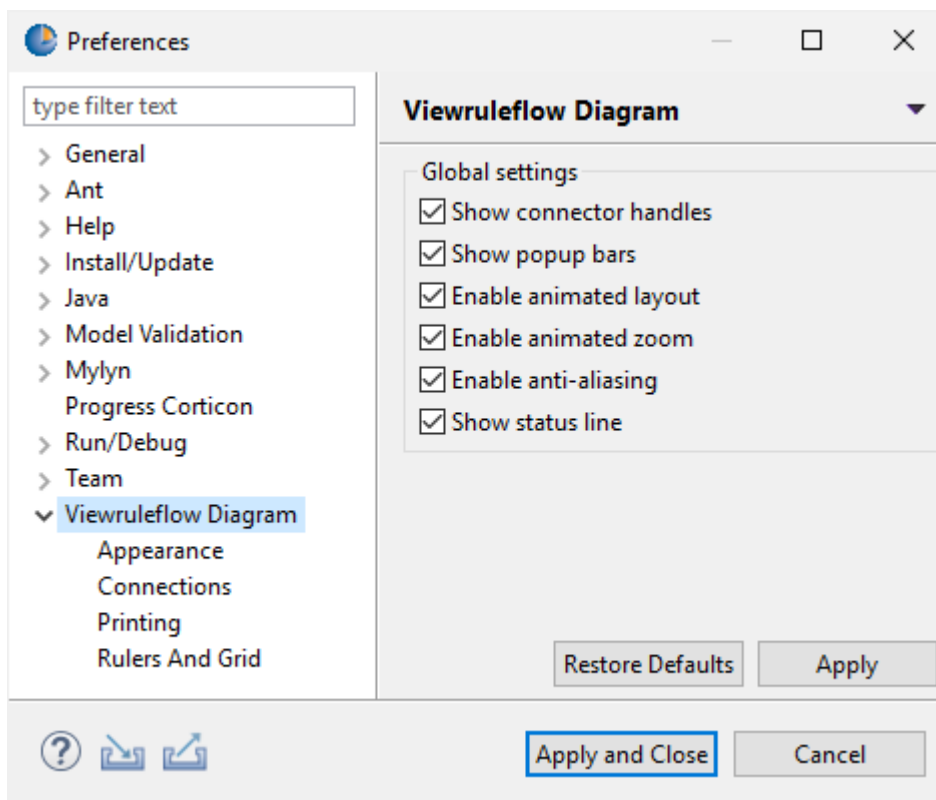 Preferences
type filter text
General
Ant
Help
Install/Update
Java
Model Validation
Mylyn
Progress Corticon
Run/Debug
Team
Viewruleflow Diagram
Appearance
Connections
Printing
Rulers And Grid
Viewruleflow Diagram
Global settings
Show connector handles
Show popup bars
Enable animated layout
Enable animated zoom
Enable anti-aliasing
Show status line
Restore Defaults
Apply
?
Apply and Close
Cancel